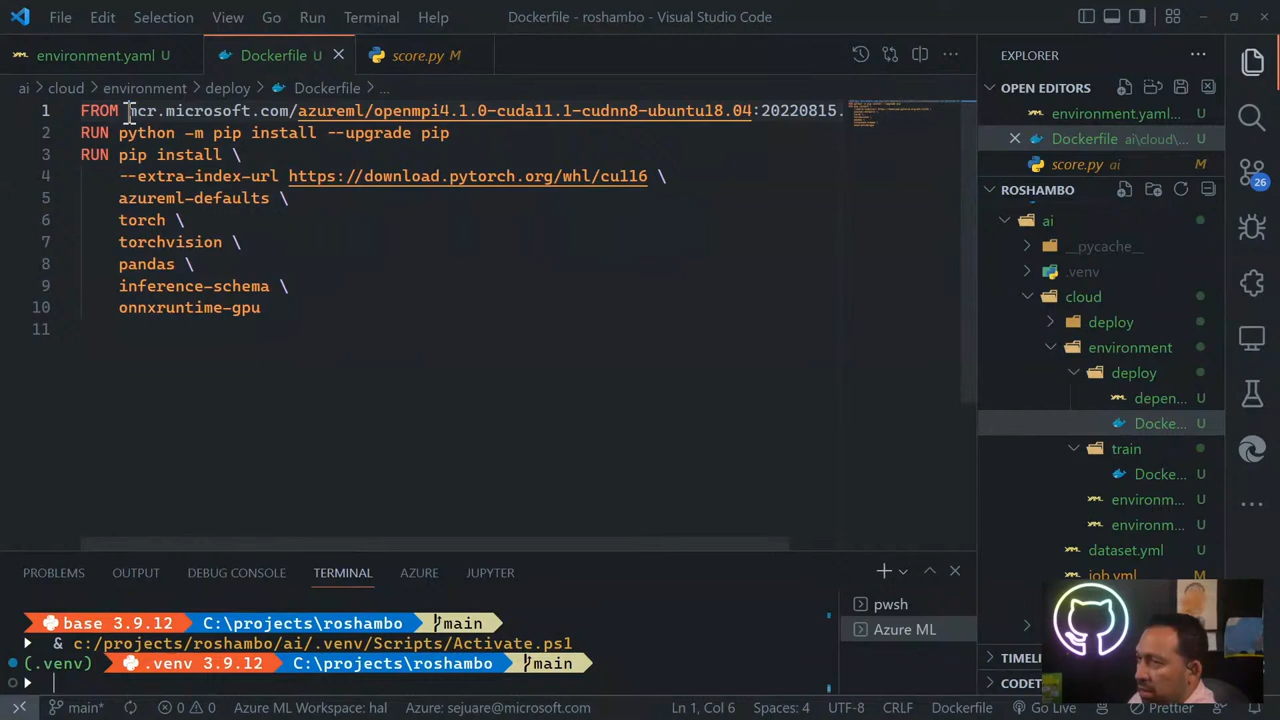 File Edit Selection View Go Run Terminal Help
Dockerfile - roshambo - Visual Studio Code
environment.yaml U
Dockerfile U
score.py M
ai > cloud > environment > deploy > Dockerfile > ...
1 FROM mcr.microsoft.com/azureml/openmpi4.1.0-cuda11.1-cudnn8-ubuntu18.04:20220815.
2 RUN python -m pip install --upgrade pip
3 RUN pip install \
4 --extra-index-url https://download.pytorch.org/whl/cu116 \
5 azureml-defaults \
6 torch \
7 torchvision \
8 pandas \
9 inference-schema \
10 onnxruntime-gpu
11
EXPLORER
OPEN EDITORS
environment.yaml...
Dockerfile ai\cloud\... U
score.py ai M
ROSHAMBO
ai
__pycache__
.venv
cloud
deploy
environment
deploy
depen... U
Docke... U
train
Docke... U
environm... U
environm... U
dataset.yml U
job.yml
TIMELI
CODET
26
PROBLEMS OUTPUT DEBUG CONSOLE TERMINAL AZURE JUPYTER
base 3.9.12 C:\projects\roshambo main
& c:/projects/roshambo/ai/.venv/Scripts/Activate.ps1
(.venv) .venv 3.9.12 C:\projects\roshambo main
pwsh
Azure ML
main* 0 0 Azure ML Workspace: hal Azure: sejuare@microsoft.com Ln 1, Col 6 Spaces: 4 UTF-8 CRLF Dockerfile Go Live Prettier